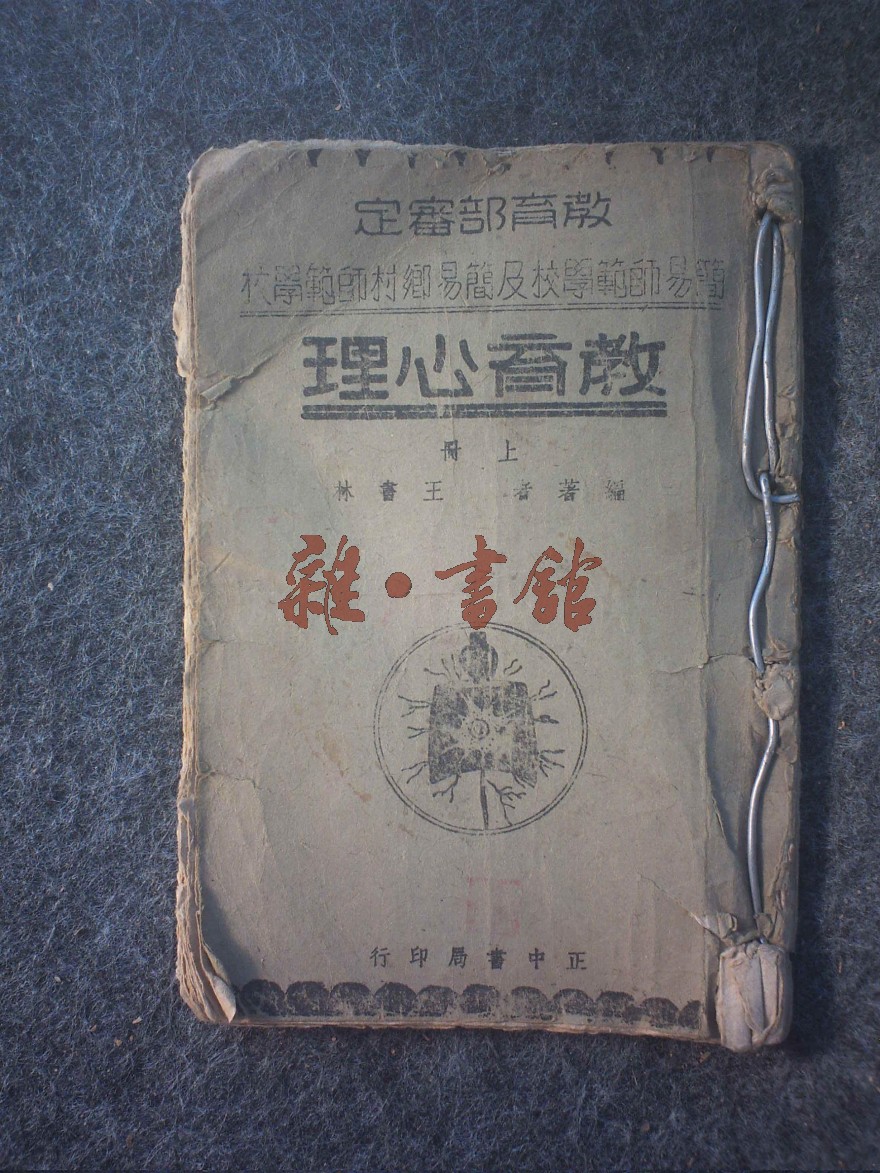 教育部審定
簡易師範學校及簡易鄉村師範學校
教育心理
上冊
編著者 王書林
雜·書館
正中書局印行